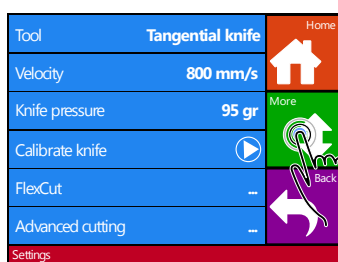 Tool Tangential knife Home
Velocity 800 mm/s
Knife pressure 95 gr More
Calibrate knife
FlexCut ... Back
Advanced cutting ...
Settings